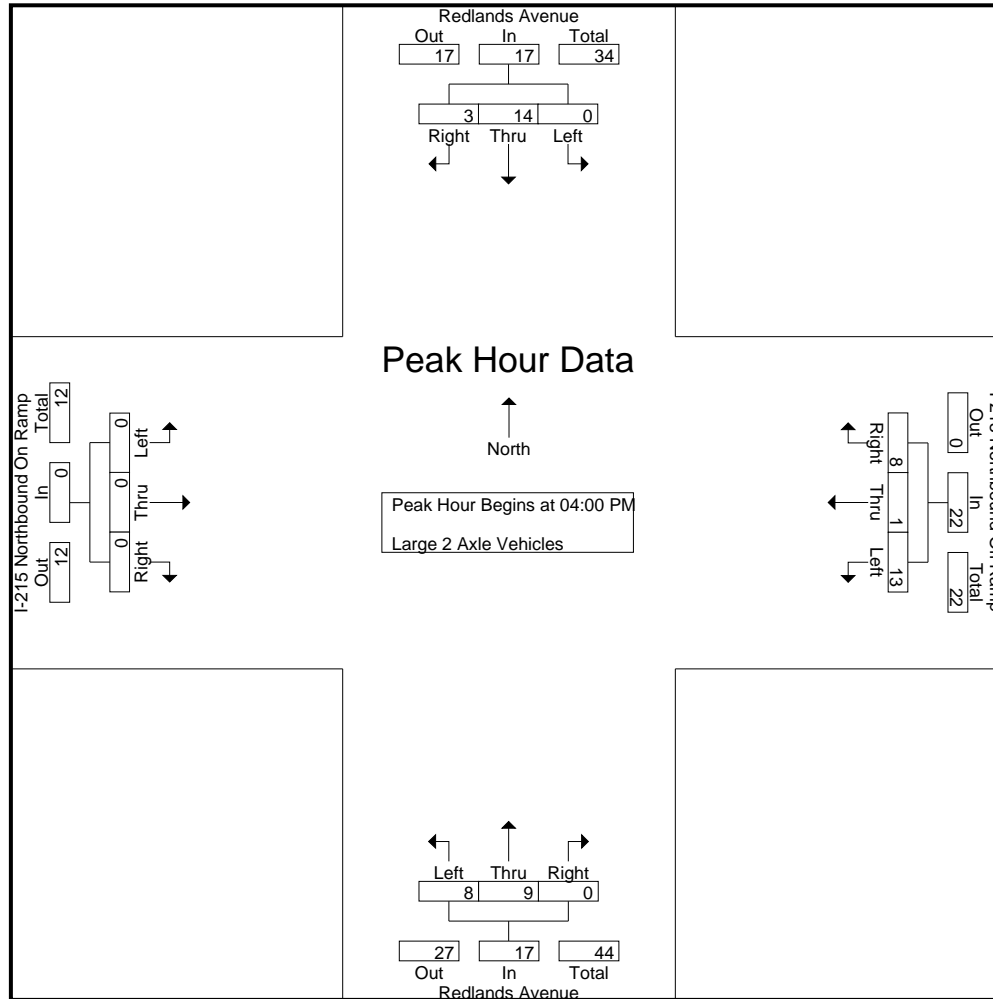 Redlands Avenue
Out In Total
17 17 34
3 14 0
Right Thru Left
Peak Hour Data
North
Peak Hour Begins at 04:00 PM
Large 2 Axle Vehicles
I-215 Northbound On Ramp
Total In Out
12 0 12
0 0 0
Left Thru Right
Right Thru Left
8 1 13
Out In Total
0 22 22
Left Thru Right
8 9 0
27 17 44
Out In Total
Redlands Avenue